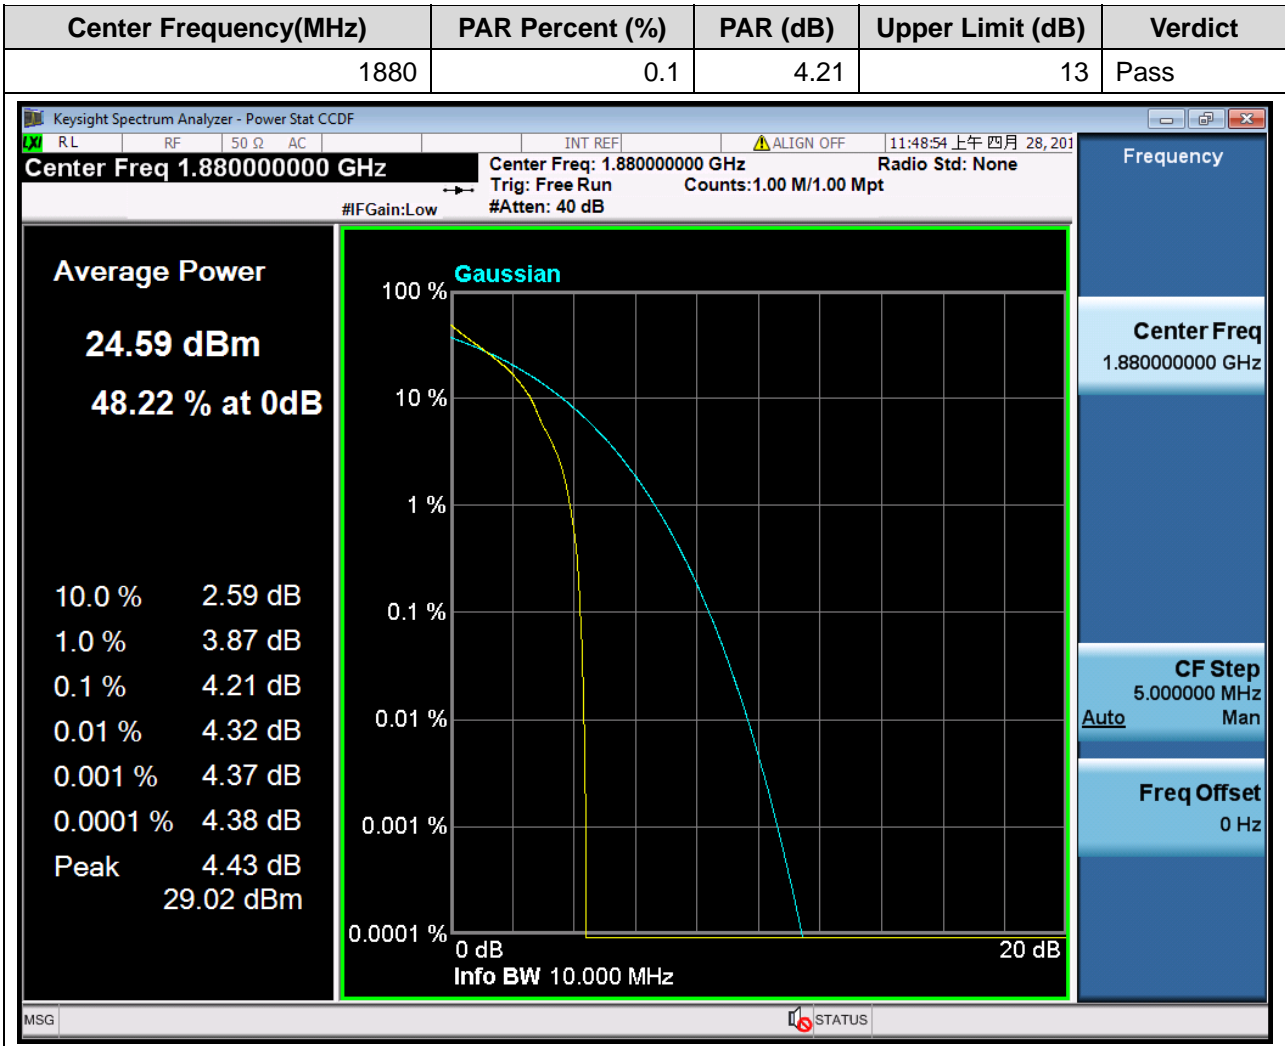 Center Frequency(MHz) PAR Percent (%) PAR (dB) Upper Limit (dB) Verdict
1880 0.1 4.21 13 Pass
Keysight Spectrum Analyzer - Power Stat CCDF
LXI RL RF 50 Ω AC INT REF ALIGN OFF 11:48:54 上午 四月 28, 201
Center Freq 1.880000000 GHz
Center Freq: 1.880000000 GHz Radio Std: None
Trig: Free Run Counts:1.00 M/1.00 Mpt
#IFGain:Low #Atten: 40 dB
Frequency
Average Power
24.59 dBm
48.22 % at 0dB
10.0 % 2.59 dB
1.0 % 3.87 dB
0.1 % 4.21 dB
0.01 % 4.32 dB
0.001 % 4.37 dB
0.0001 % 4.38 dB
Peak 4.43 dB
29.02 dBm
Gaussian
100 %
10 %
1 %
0.1 %
0.01 %
0.001 %
0.0001 %
0 dB 20 dB
Info BW 10.000 MHz
Center Freq
1.880000000 GHz
CF Step
5.000000 MHz
Auto Man
Freq Offset
0 Hz
MSG STATUS